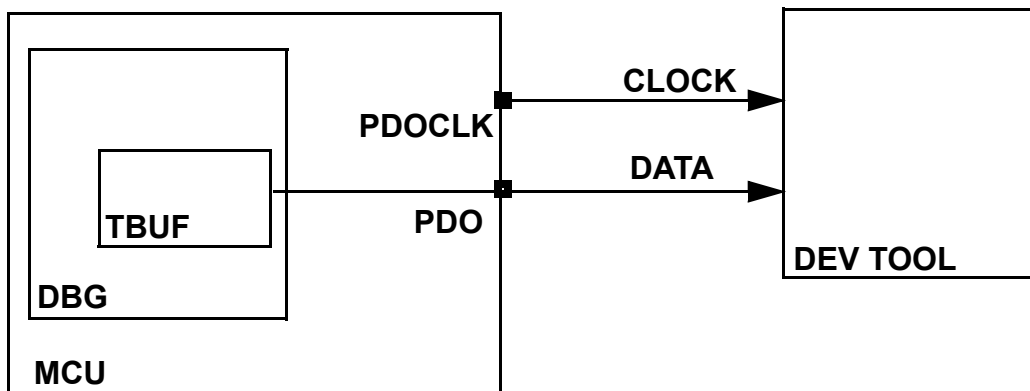 CLOCK
PDOCLK
DATA
TBUF
PDO
DEV TOOL
DBG
MCU